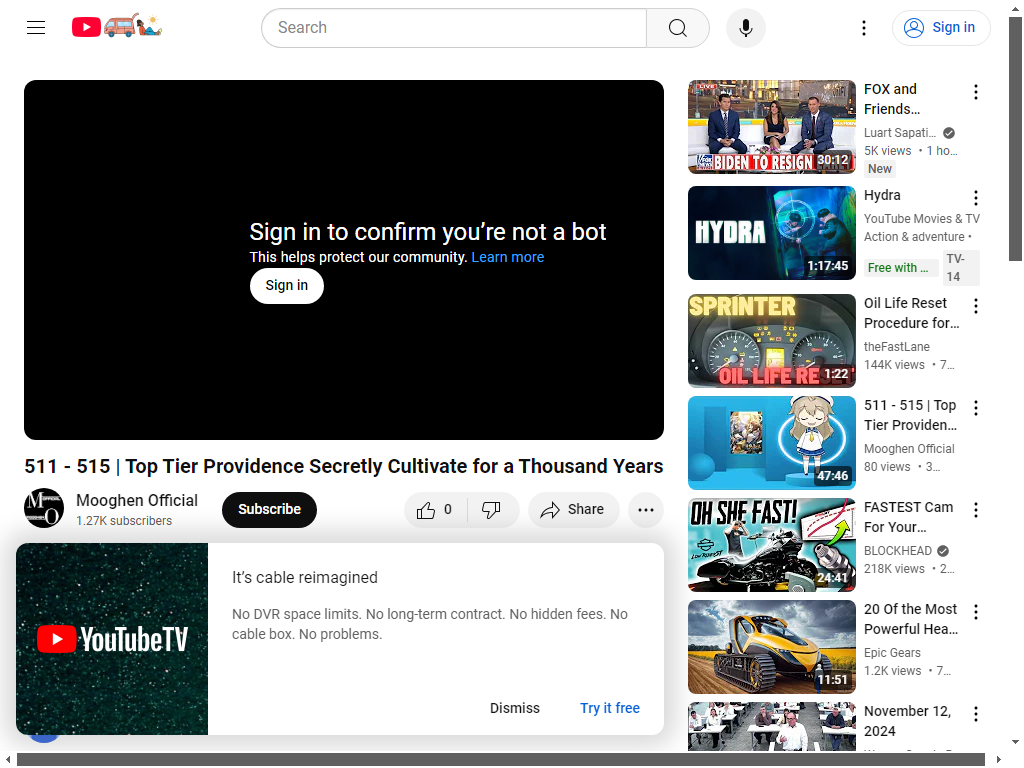 Search
Sign in
Sign in to confirm you're not a bot
This helps protect our community. Learn more
Sign in
511 - 515 | Top Tier Providence Secretly Cultivate for a Thousand Years
Mooghen Official
1.27K subscribers
Subscribe
0
Share
It's cable reimagined
No DVR space limits. No long-term contract. No hidden fees. No
cable box. No problems.
YouTubeTV
Dismiss
Try it free
LIVE
BIDEN TO RESIGN
30:12
FOX and
Friends...
Luart Sapati...
5K views • 1 ho...
New
HYDRA
1:17:45
Hydra
YouTube Movies & TV
Action & adventure •
Free with ...
TV-
14
SPRINTER
OIL LIFE RESET
1:22
Oil Life Reset
Procedure for...
theFastLane
144K views • 7...
47:46
511 - 515 | Top
Tier Providen...
Mooghen Official
80 views • 3...
OH SHE FAST!
24:41
FASTEST Cam
For Your...
BLOCKHEAD
218K views • 2...
11:51
20 Of the Most
Powerful Hea...
Epic Gears
1.2K views • 7...
November 12,
2024